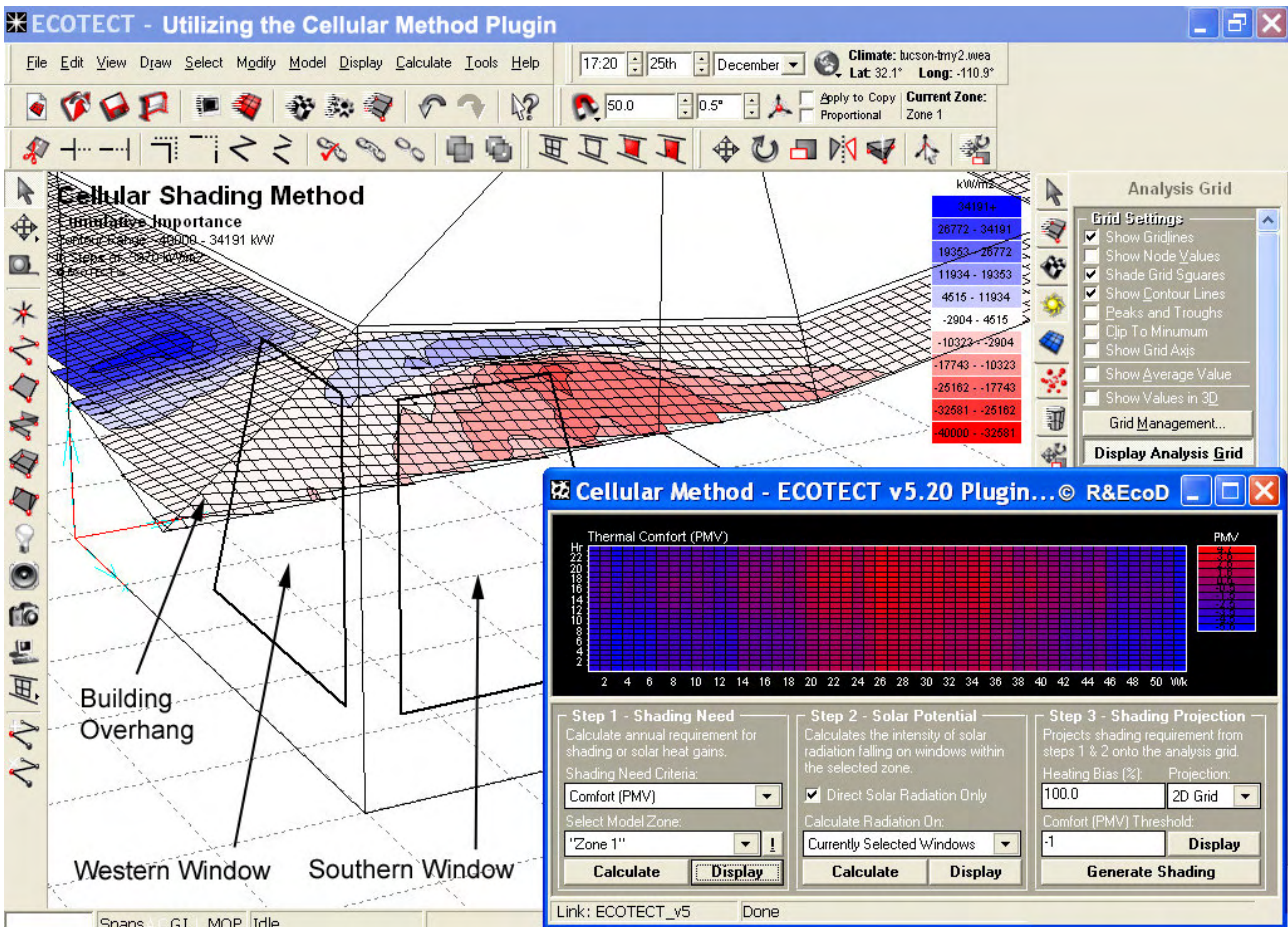 ECOTECT - Utilizing the Cellular Method Plugin
File Edit View Draw Select Modify Model Display Calculate Tools Help
17:20 25th December
Climate: tucson-tmy2.wea
Lat: 32.1° Long: -110.9°
50.0 0.5°
Apply to Copy
Proportional
Current Zone:
Zone 1
Cellular Shading Method
Cumulative Importance
Contour Range: -40000 - 34191 kW/
in Steps of:
kW/m2
34191+
26772 - 34191
19353 - 26772
11934 - 19353
4515 - 11934
-2904 - 4515
-10323 - -2904
-17743 - -10323
-25162 - -17743
-32581 - -25162
-40000 - -32581
Analysis Grid
Grid Settings
Show Gridlines
Show Node Values
Shade Grid Squares
Show Contour Lines
Peaks and Troughs
Clip To Minumum
Show Grid Axis
Show Average Value
Show Values in 3D
Grid Management...
Display Analysis Grid
Building
Overhang
Western Window
Southern Window
Cellular Method - ECOTECT v5.20 Plugin...© R&EcoD
Thermal Comfort (PMV)
PMV
Hr
22
20
18
16
14
12
10
8
6
4
2
2 4 6 8 10 12 14 16 18 20 22 24 26 28 30 32 34 36 38 40 42 44 46 48 50 Wk
Step 1 - Shading Need
Calculate annual requirement for
shading or solar heat gains.
Shading Need Criteria:
Comfort (PMV)
Select Model Zone:
"Zone 1" !
Calculate Display
Step 2 - Solar Potential
Calculates the intensity of solar
radiation falling on windows within
the selected zone.
Direct Solar Radiation Only
Calculate Radiation On:
Currently Selected Windows
Calculate Display
Step 3 - Shading Projection
Projects shading requirement from
steps 1 & 2 onto the analysis grid.
Heating Bias (%): Projection:
100.0 2D Grid
Comfort (PMV) Threshold:
-1 Display
Generate Shading
Link: ECOTECT_v5 Done
Snaps: GI MOP Idle